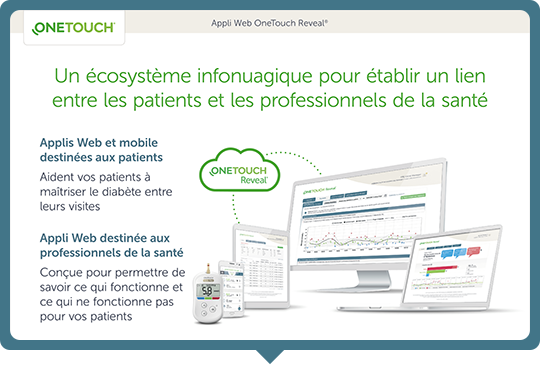 ONETOUCH
Appli Web OneTouch Reveal®
Un écosystème infonuagique pour établir un lien
entre les patients et les professionnels de la santé
Applis Web et mobile
destinées aux patients
Aident vos patients à
maîtriser le diabète entre
leurs visites
Appli Web destinée aux
professionnels de la santé
Conçue pour permettre de
savoir ce qui fonctionne et
ce qui ne fonctionne pas
pour vos patients
ONETOUCH
Reveal®
ONETOUCH Reveal
5.8